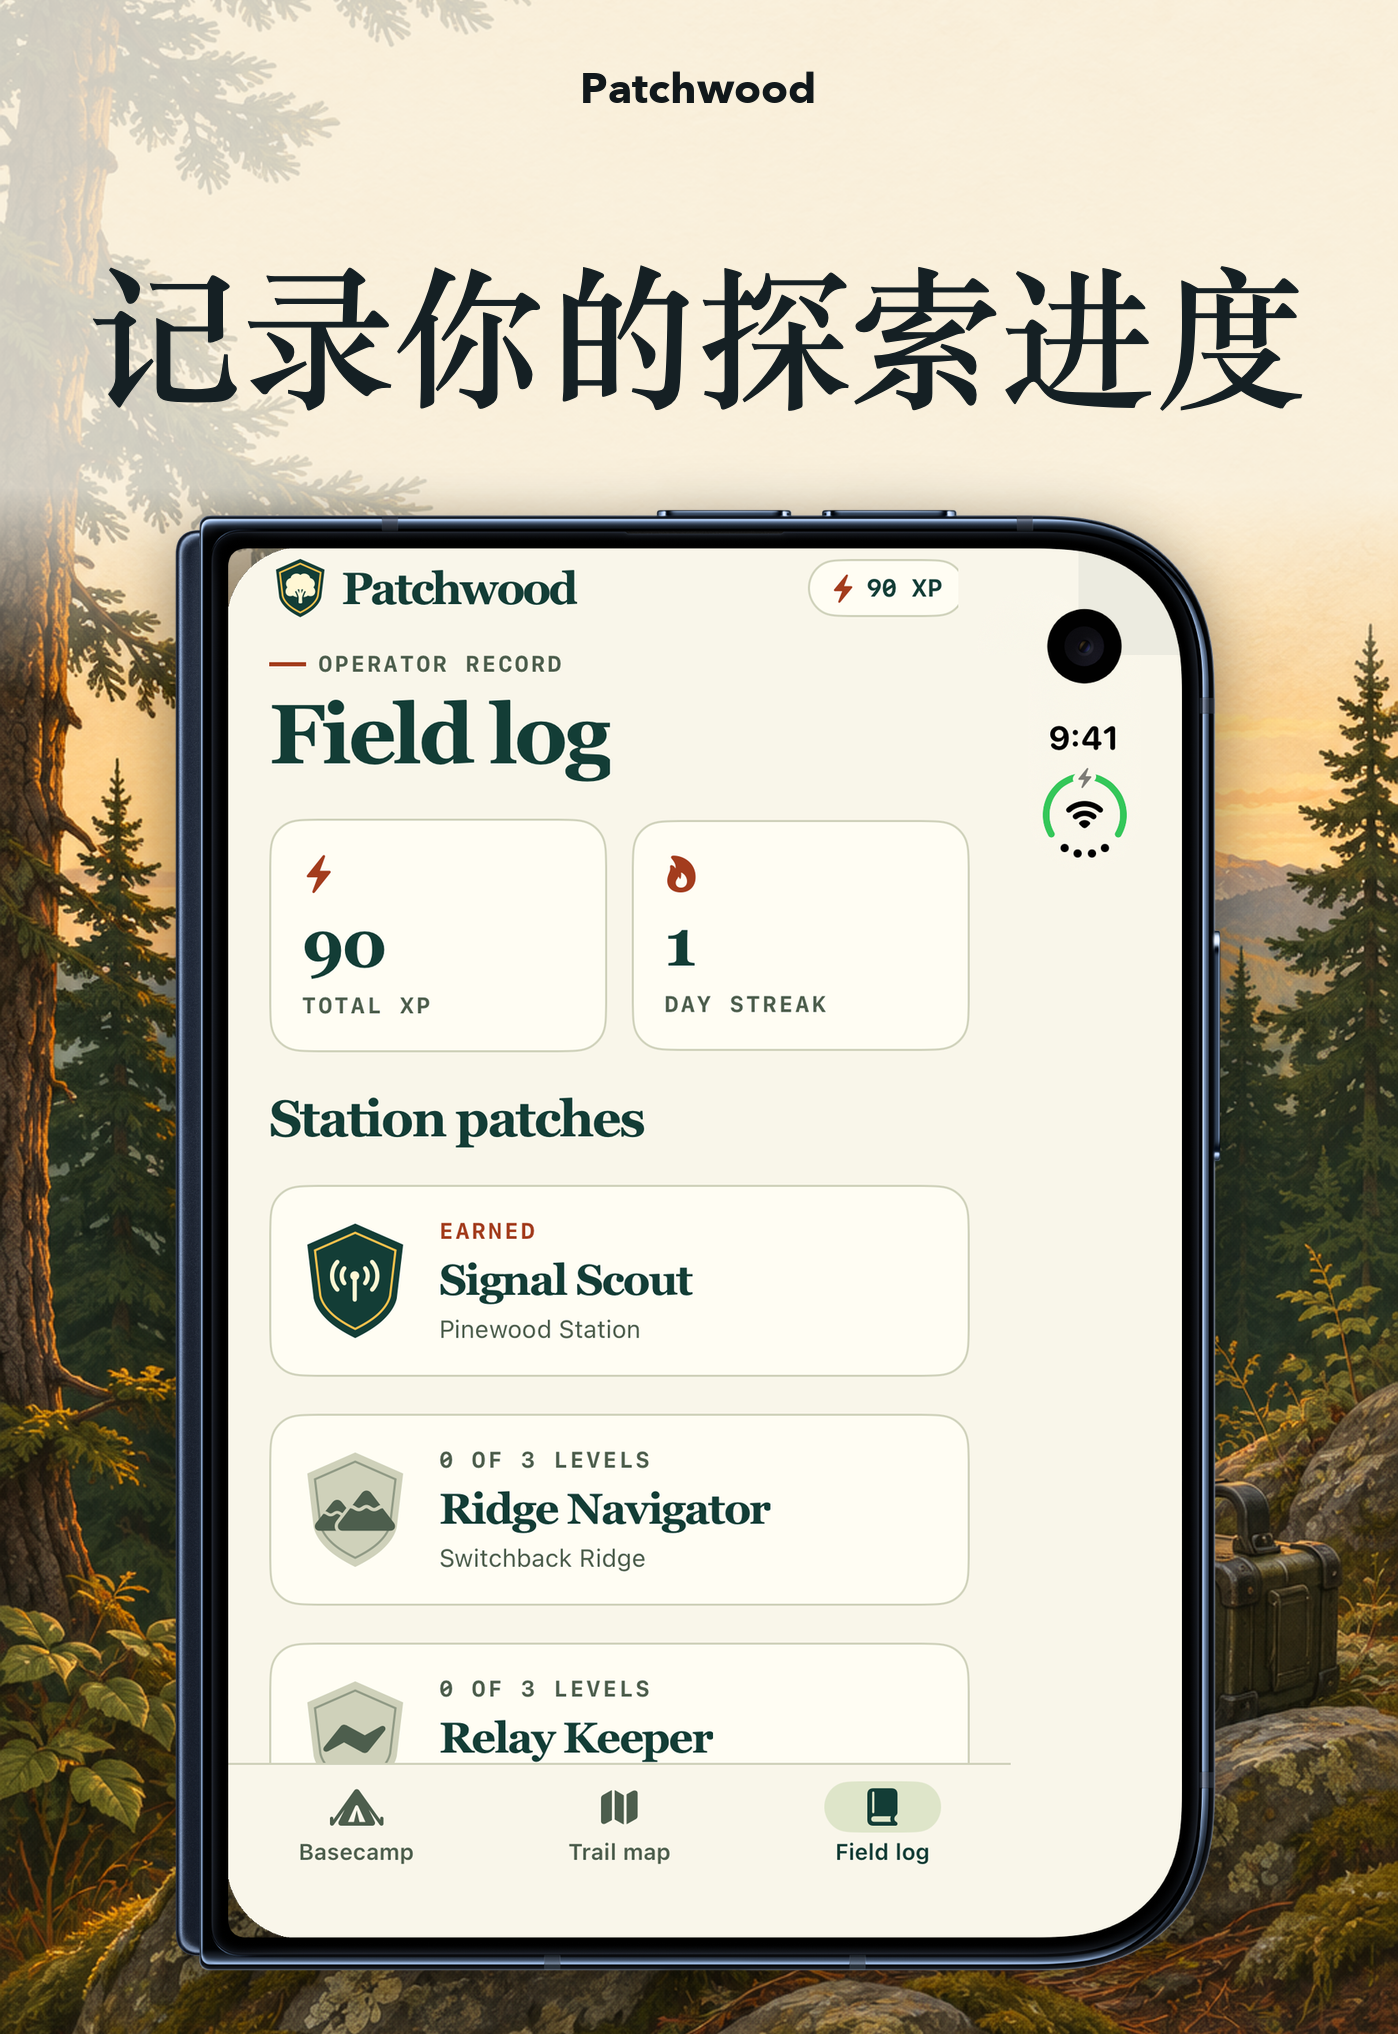 Patchwood
记录你的探索进度
Patchwood
90 XP
OPERATOR RECORD
Field log
9:41
90
TOTAL XP
1
DAY STREAK
Station patches
EARNED
Signal Scout
Pinewood Station
0 OF 3 LEVELS
Ridge Navigator
Switchback Ridge
0 OF 3 LEVELS
Relay Keeper
Basecamp
Trail map
Field log